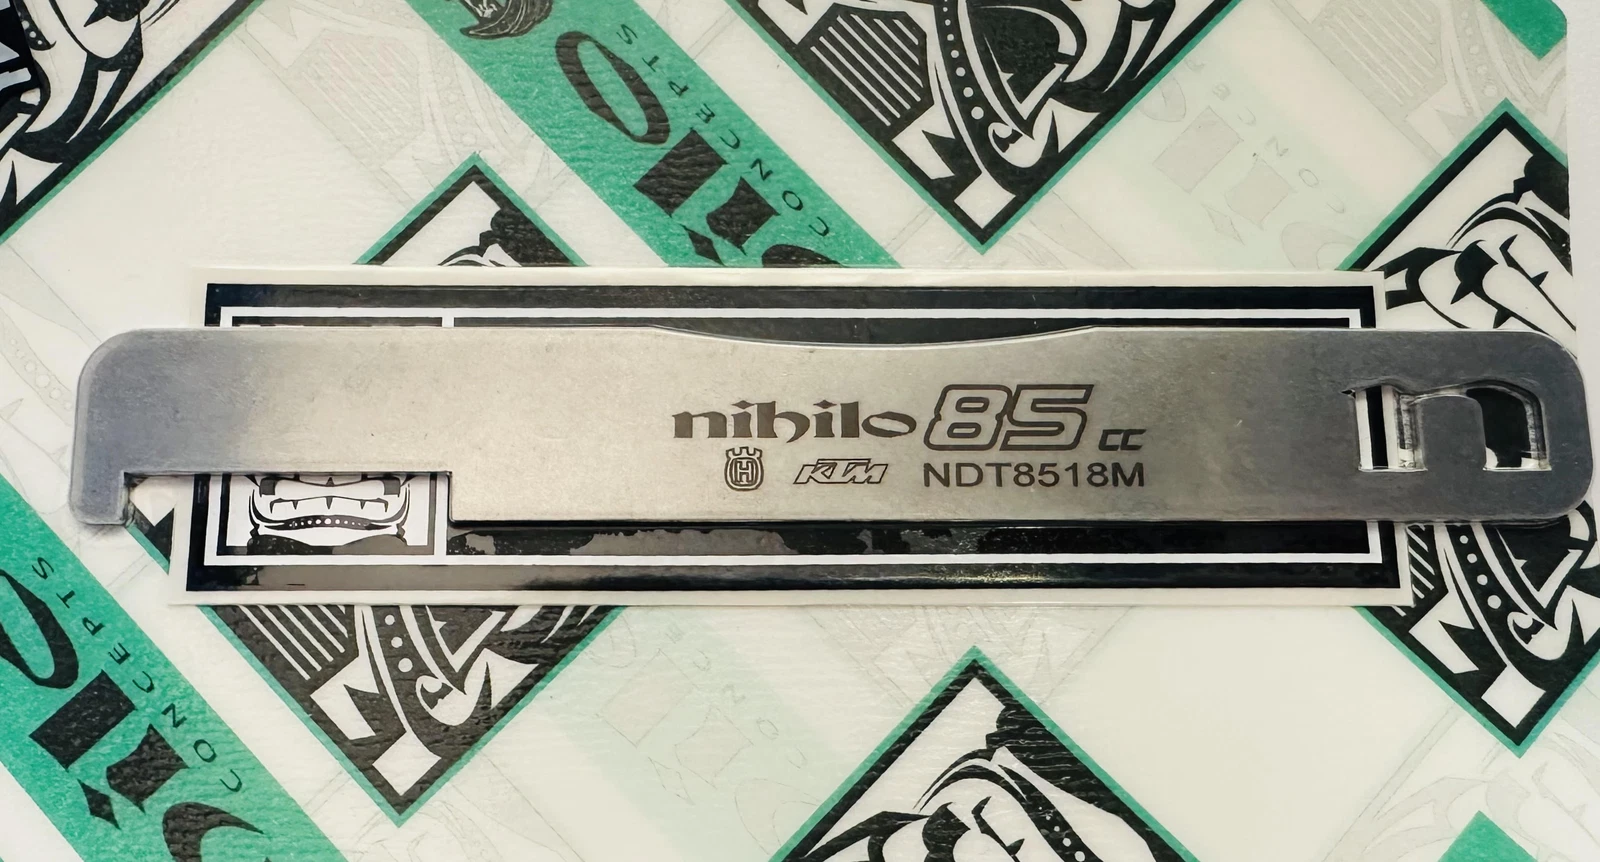 CONCEPTS
nihilo 85 cc
H KTM NDT8518M
n
CONCEPTS